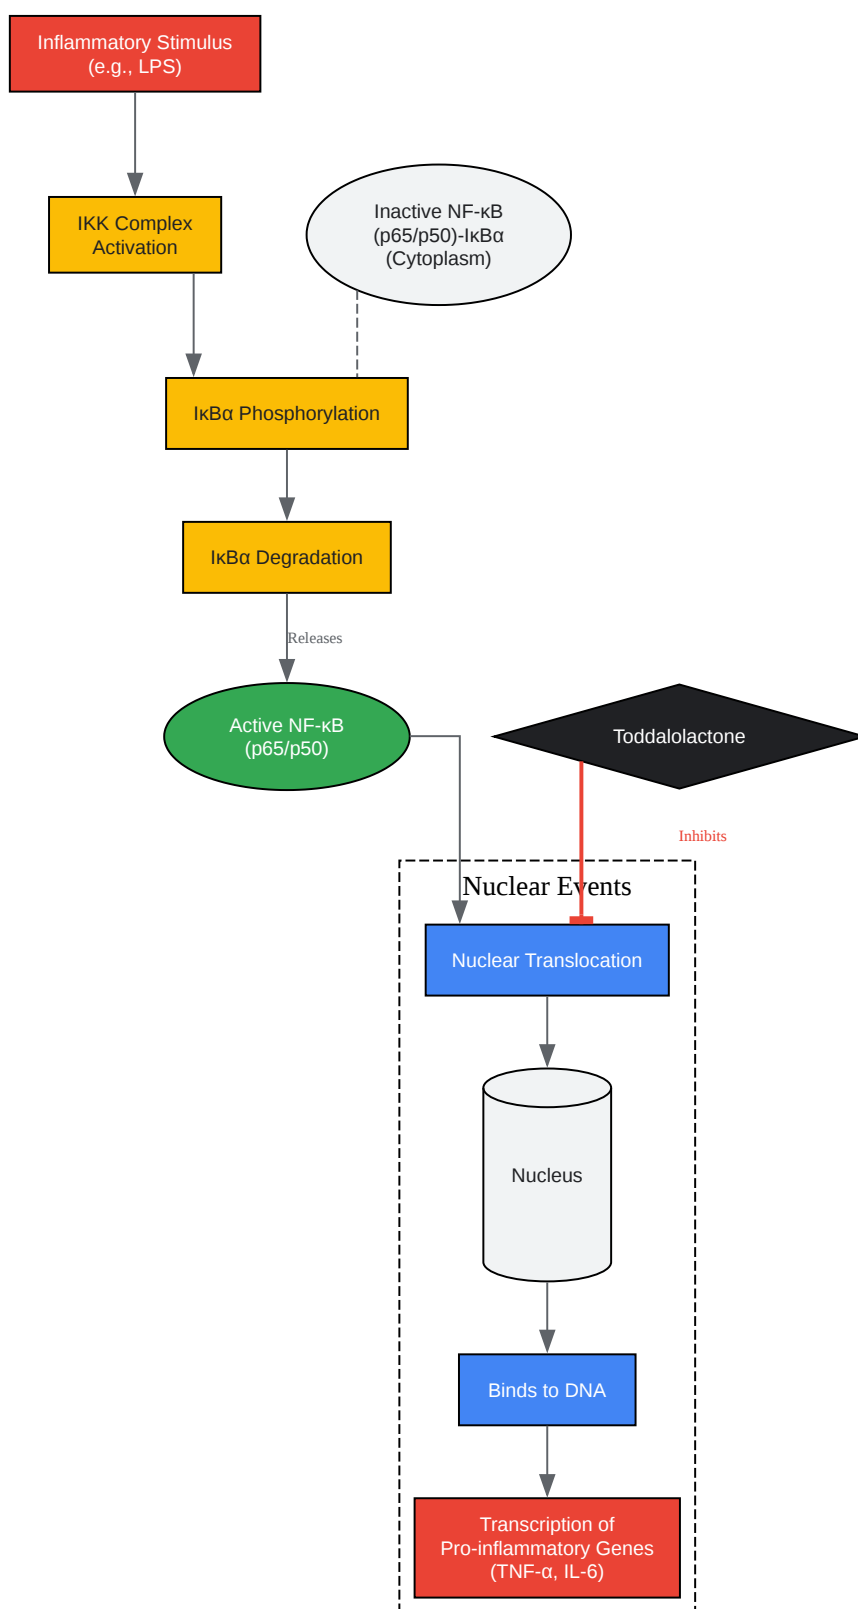 Inflammatory Stimulus
(e.g., LPS)
IKK Complex
Activation
Inactive NF-κB
(p65/p50)-IκBα
(Cytoplasm)
IκBα Phosphorylation
IκBα Degradation
Releases
Active NF-κB
(p65/p50)
Toddalolactone
Inhibits
Nuclear Events
Nuclear Translocation
Nucleus
Binds to DNA
Transcription of
Pro-inflammatory Genes
(TNF-α, IL-6)